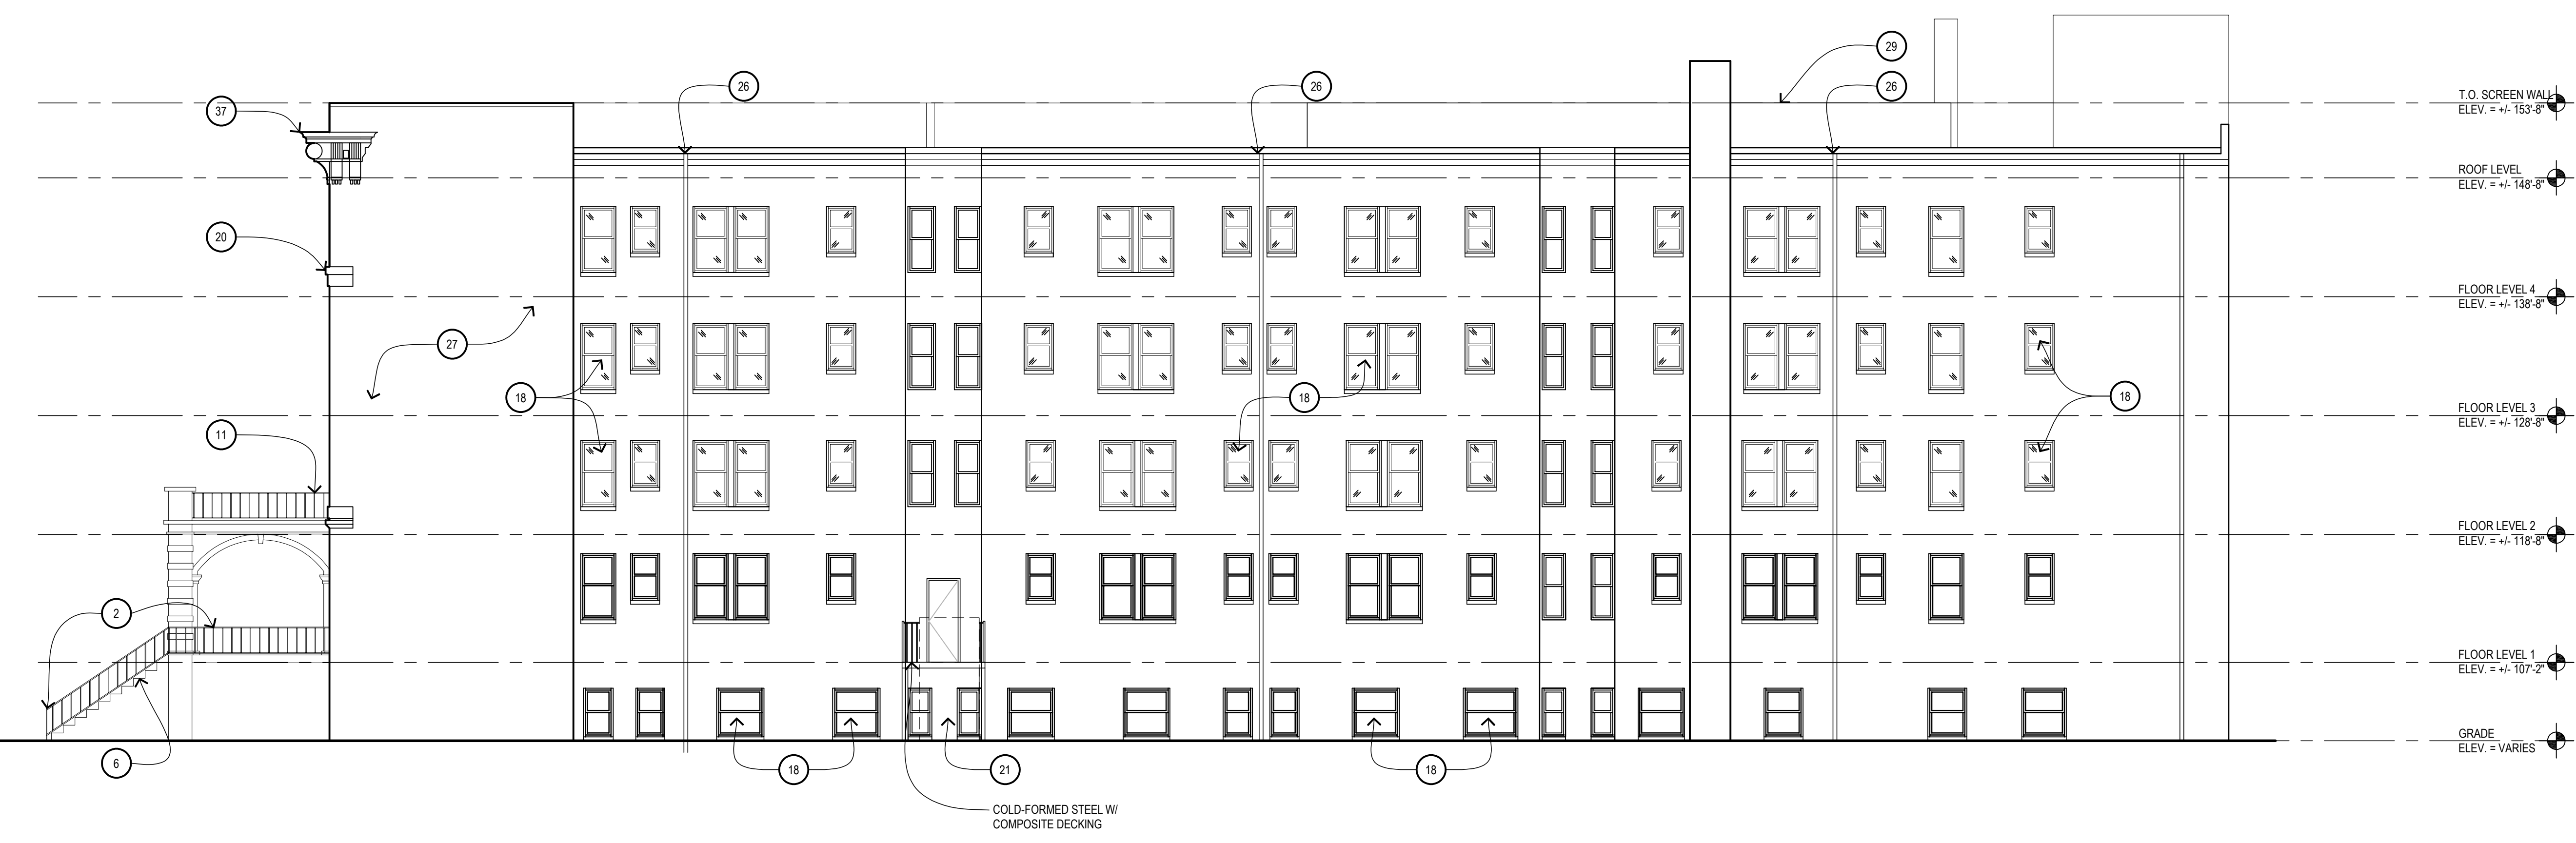 29
26
26
26
37
T.O. SCREEN WALL
ELEV. = +/- 153'-8"
ROOF LEVEL
ELEV. = +/- 148'-8"
20
FLOOR LEVEL 4
ELEV. = +/- 138'-8"
27
18
18
18
FLOOR LEVEL 3
ELEV. = +/- 128'-8"
11
FLOOR LEVEL 2
ELEV. = +/- 118'-8"
2
FLOOR LEVEL 1
ELEV. = +/- 107'-2"
GRADE
ELEV. = VARIES
6
18
21
18
COLD-FORMED STEEL W/
COMPOSITE DECKING